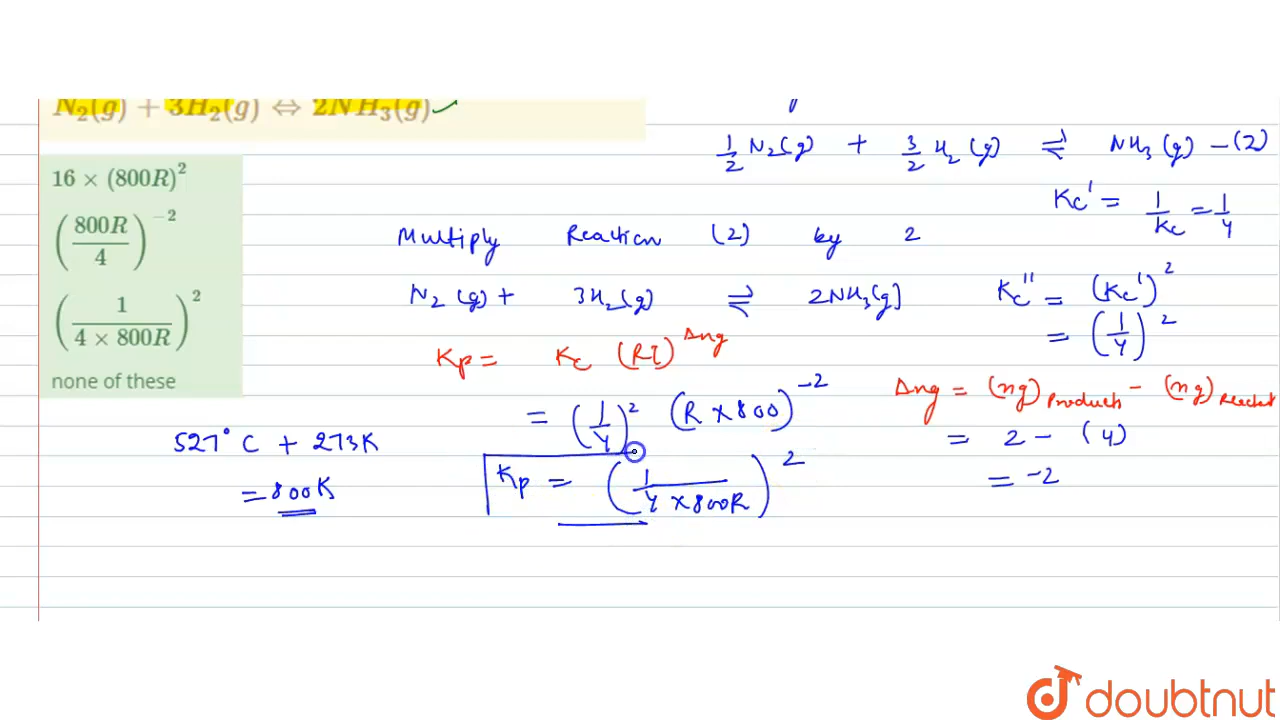 N₂(g) + 3H₂(g) ⇔ 2NH₃(g) ✓
1/2 N₂(g) + 3/2 H₂(g) ⇌ NH₃(g) - (2)
16 × (800R)²
Kc' = 1/Kc = 1/4
(800R/4)⁻²
Multiply Reaction (2) by 2
N₂(g) + 3H₂(g) ⇌ 2NH₃(g)
Kc'' = (Kc')²
(1/(4 × 800R))²
= (1/4)²
Kp = Kc (RT)^Δng
none of these
Δng = (ng)Product - (ng)Reactant
= (1/4)² (R × 800)⁻²
527°C + 273K
= 2 - (4)
= 800K
Kp = (1/(4 × 800R))²
= -2
doubtnut